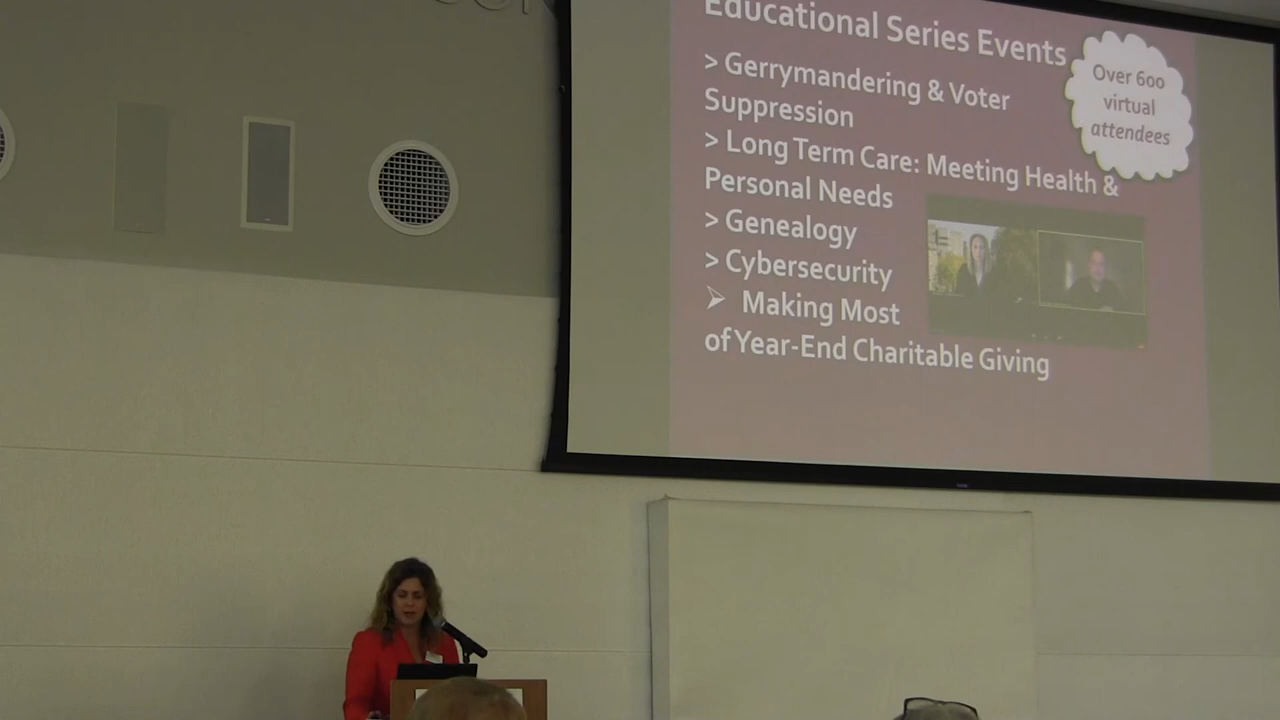 Educational Series Events
> Gerrymandering & Voter
Suppression
> Long Term Care: Meeting Health &
Personal Needs
> Genealogy
> Cybersecurity
➢ Making Most
of Year-End Charitable Giving
Over 600
virtual
attendees